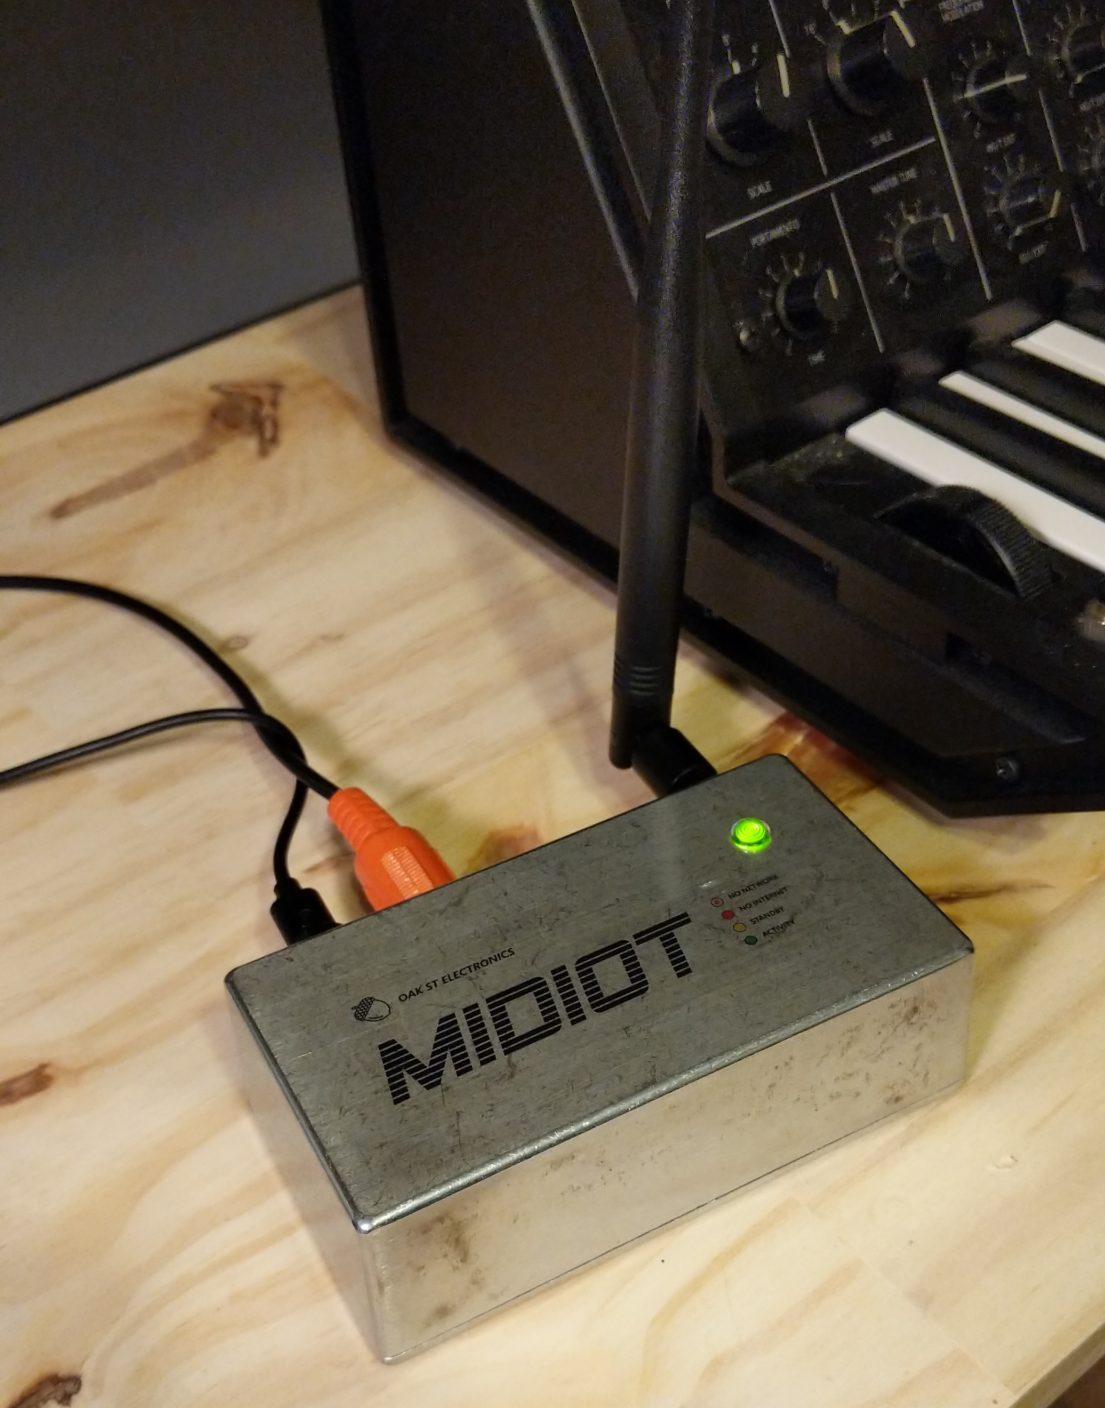 SCALE
SCALE
MASTER TUNE
PORTAMENTO
TIME
NO NETWORK
NO INTERNET
STANDBY
ACTIVITY
OAK ST ELECTRONICS
MIDIOT